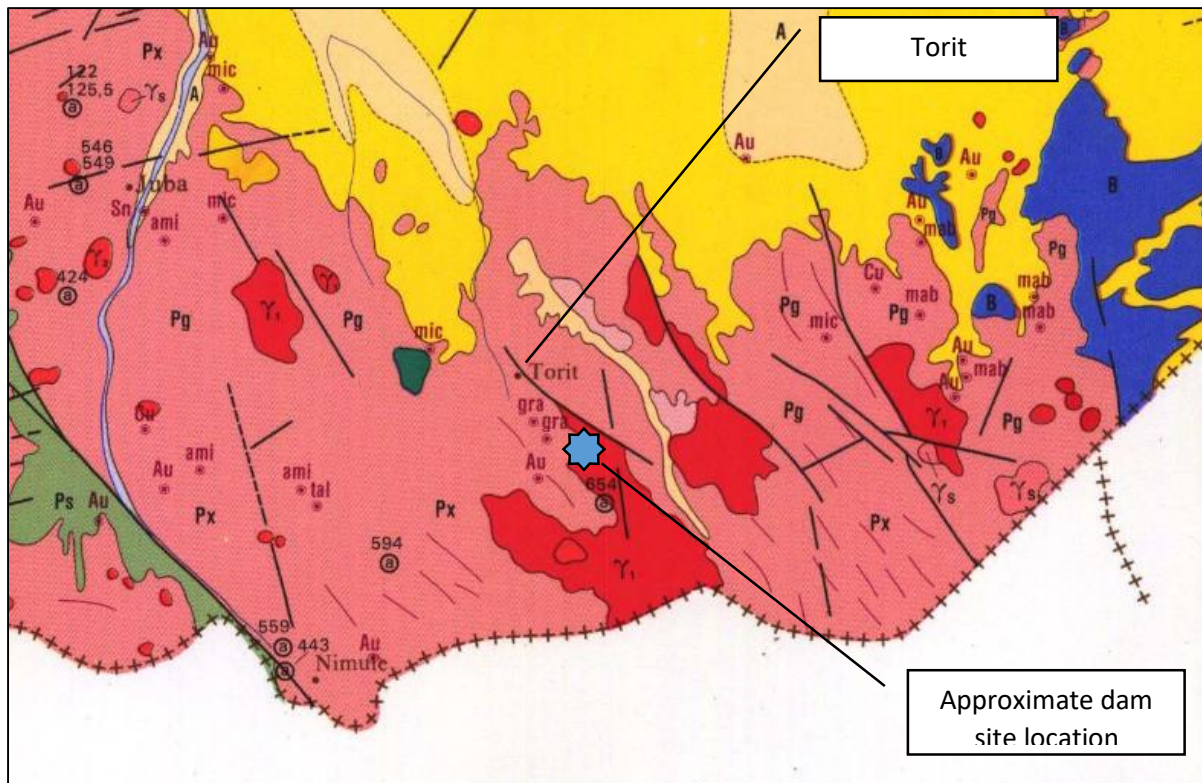 Torit
A
Au
Px
mic
122
125,5
γs
a
A
Au
546
549
a
Juba
Au
Sn
ami
mic
Au
B
Au
mab
Pg
Pg
B
γ2
424
a
Cu
mab
Pg
mic
mab
mab
B
Pg
γ1
γ
Pg
mic
Torit
Au
mab
Au
gra
gra
Pg
γ1
Pg
Cu
Au
ami
ami
tal
Au
654
a
γs
γs
Ps
Au
Px
Px
Px
594
a
γ1
559
a
443
a
Nimule
Au
Approximate dam
site location